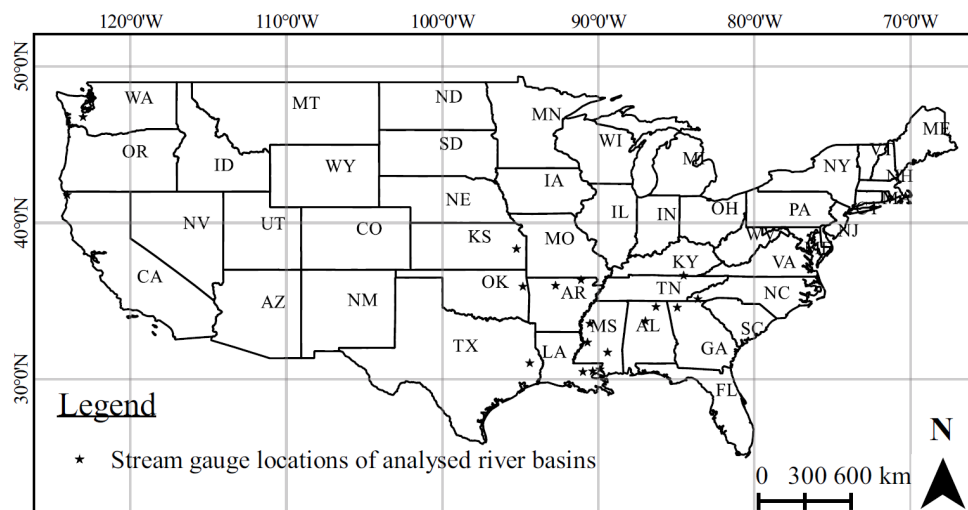 120°0'W 110°0'W 100°0'W 90°0'W 80°0'W 70°0'W
50°0'N
WA MT ND MN ME
OR ID SD WI MI VT NH
WY NY MA
NE IA CT
NV UT CO IL IN OH PA NJ
40°0'N
KS MO WV
CA KY VA
AZ NM OK AR TN NC
MS AL SC
TX LA GA
30°0'N
FL
Legend
Stream gauge locations of analysed river basins
N
0 300 600 km